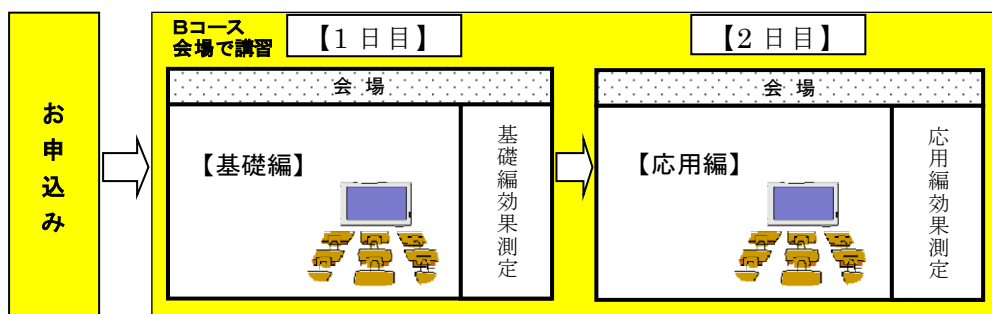 お申込み
Bコース
会場で講習
【1日目】
会場
【基礎編】
基礎編効果測定
【2日目】
会場
【応用編】
応用編効果測定